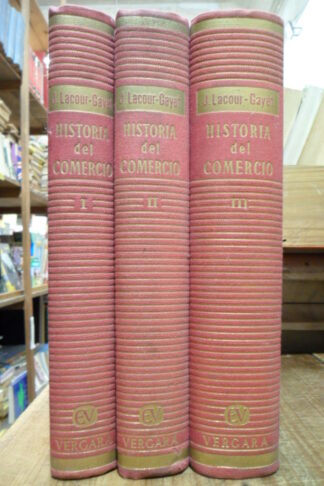 J. Lacour-Gayet
HISTORIA
del
COMERCIO
I
EV
VERGARA
J. Lacour-Gayet
HISTORIA
del
COMERCIO
II
EV
VERGARA
J. Lacour-Gayet
HISTORIA
del
COMERCIO
III
EV
VERGARA